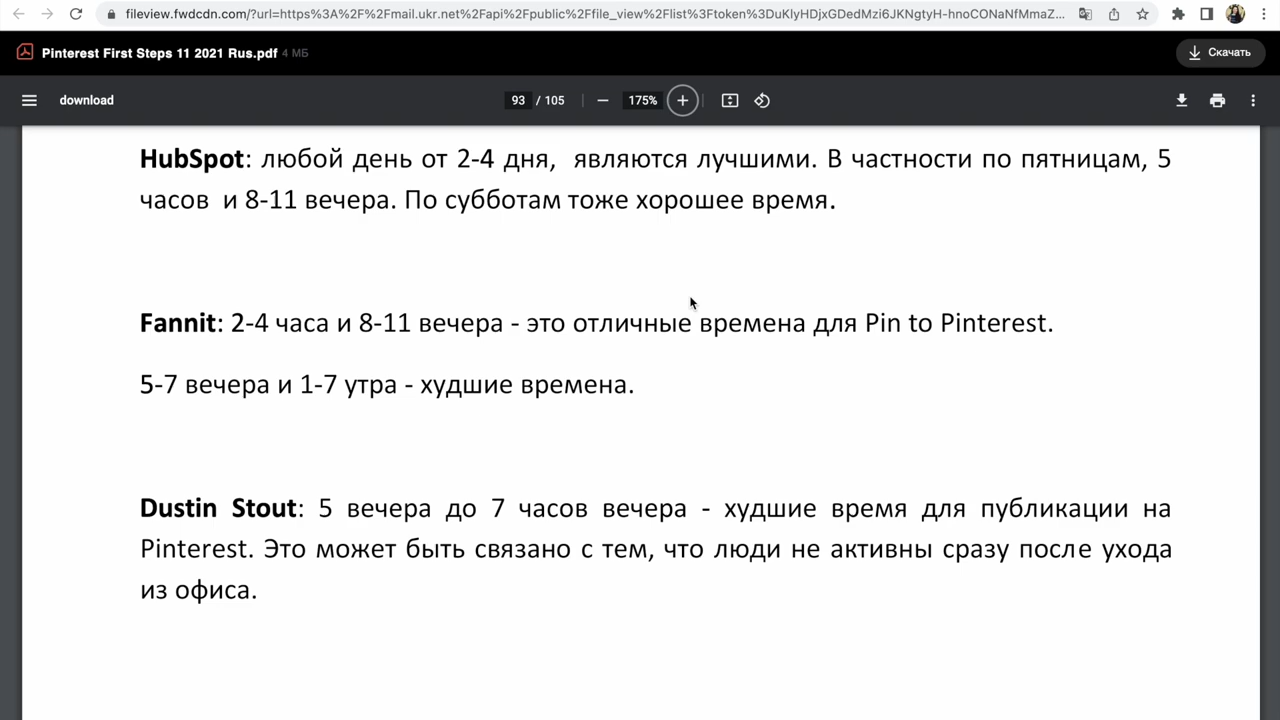 fileview.fwdcdn.com/?url=https%3A%2F%2Fmail.ukr.net%2Fapi%2Fpublic%2Ffile_view%2Flist%3Ftoken%3DuKlyHDjxGDedMzi6JKNgtyH-hnoCONaNfMmaZ...
Pinterest First Steps 11 2021 Rus.pdf 4 МБ
Скачать
download
93 / 105
175%
HubSpot: любой день от 2-4 дня, являются лучшими. В частности по пятницам, 5
часов и 8-11 вечера. По субботам тоже хорошее время.
Fannit: 2-4 часа и 8-11 вечера - это отличные времена для Pin to Pinterest.
5-7 вечера и 1-7 утра - худшие времена.
Dustin Stout: 5 вечера до 7 часов вечера - худшие время для публикации на
Pinterest. Это может быть связано с тем, что люди не активны сразу после ухода
из офиса.